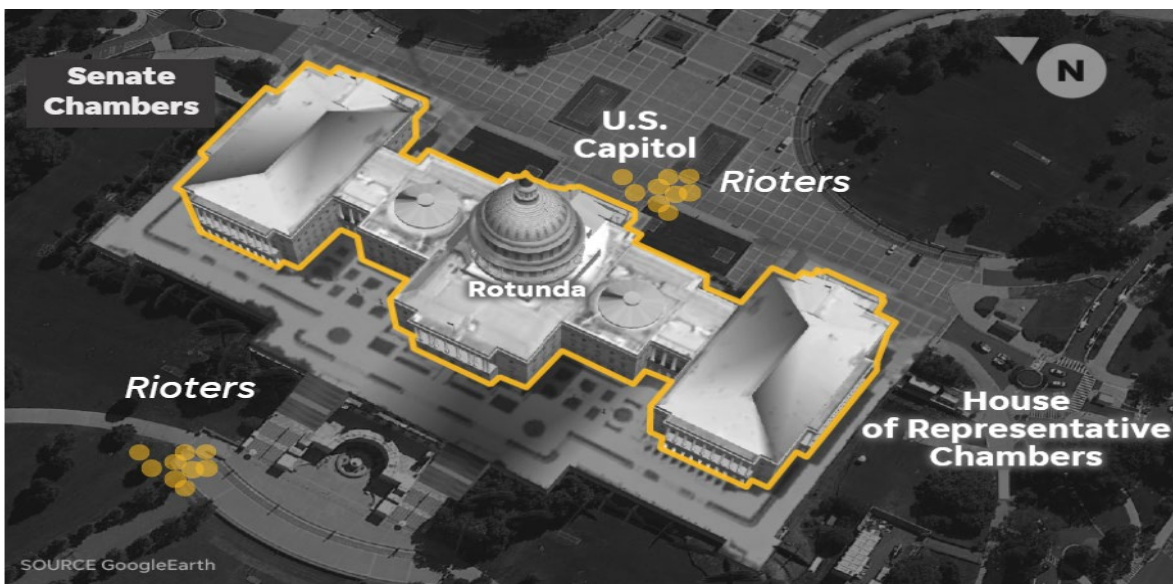 Senate
Chambers
N
U.S.
Capitol
Rioters
Rotunda
Rioters
House
of Representative
Chambers
SOURCE GoogleEarth